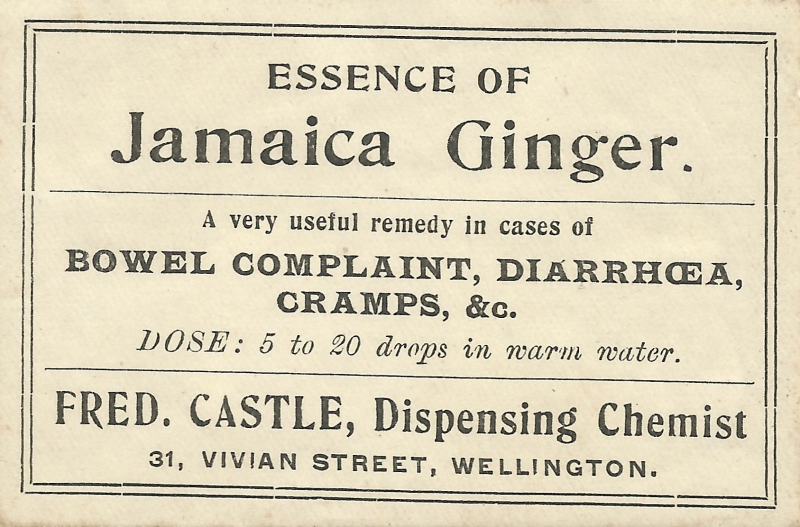 ESSENCE OF
Jamaica Ginger.
A very useful remedy in cases of
BOWEL COMPLAINT, DIARRHŒA,
CRAMPS, &c.
DOSE: 5 to 20 drops in warm water.
FRED. CASTLE, Dispensing Chemist
31, VIVIAN STREET, WELLINGTON.